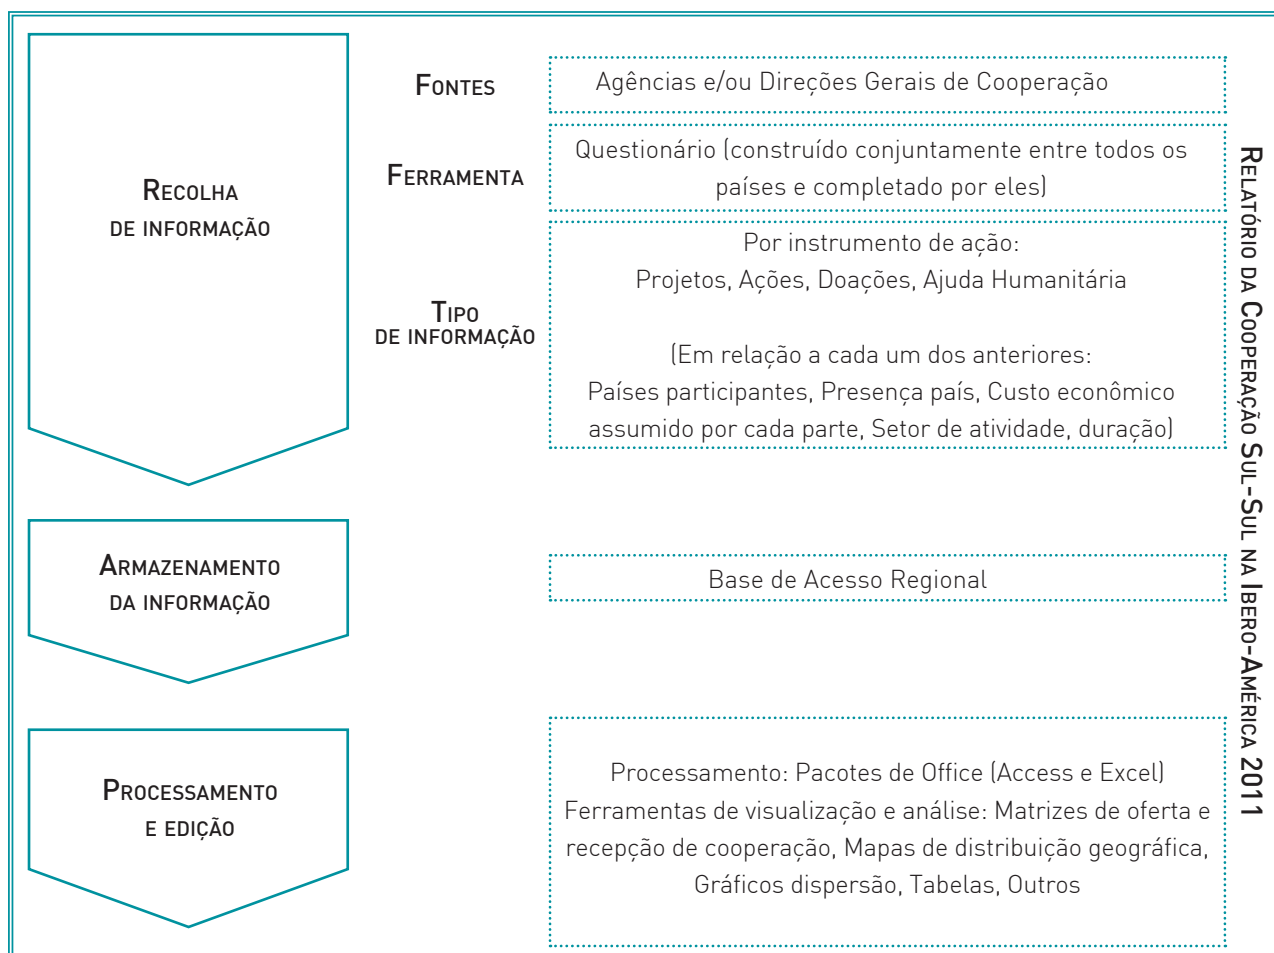 RECOLHA
DE INFORMAÇÃO
FONTES
Agências e/ou Direções Gerais de Cooperação
FERRAMENTA
Questionário (construído conjuntamente entre todos os
países e completado por eles)
TIPO
DE INFORMAÇÃO
Por instrumento de ação:
Projetos, Ações, Doações, Ajuda Humanitária
(Em relação a cada um dos anteriores:
Países participantes, Presença país, Custo econômico
assumido por cada parte, Setor de atividade, duração)
ARMAZENAMENTO
DA INFORMAÇÃO
Base de Acesso Regional
PROCESSAMENTO
E EDIÇÃO
Processamento: Pacotes de Office (Access e Excel)
Ferramentas de visualização e análise: Matrizes de oferta e
recepção de cooperação, Mapas de distribuição geográfica,
Gráficos dispersão, Tabelas, Outros
RELATÓRIO DA COOPERAÇÃO SUL-SUL NA IBERO-AMÉRICA 2011